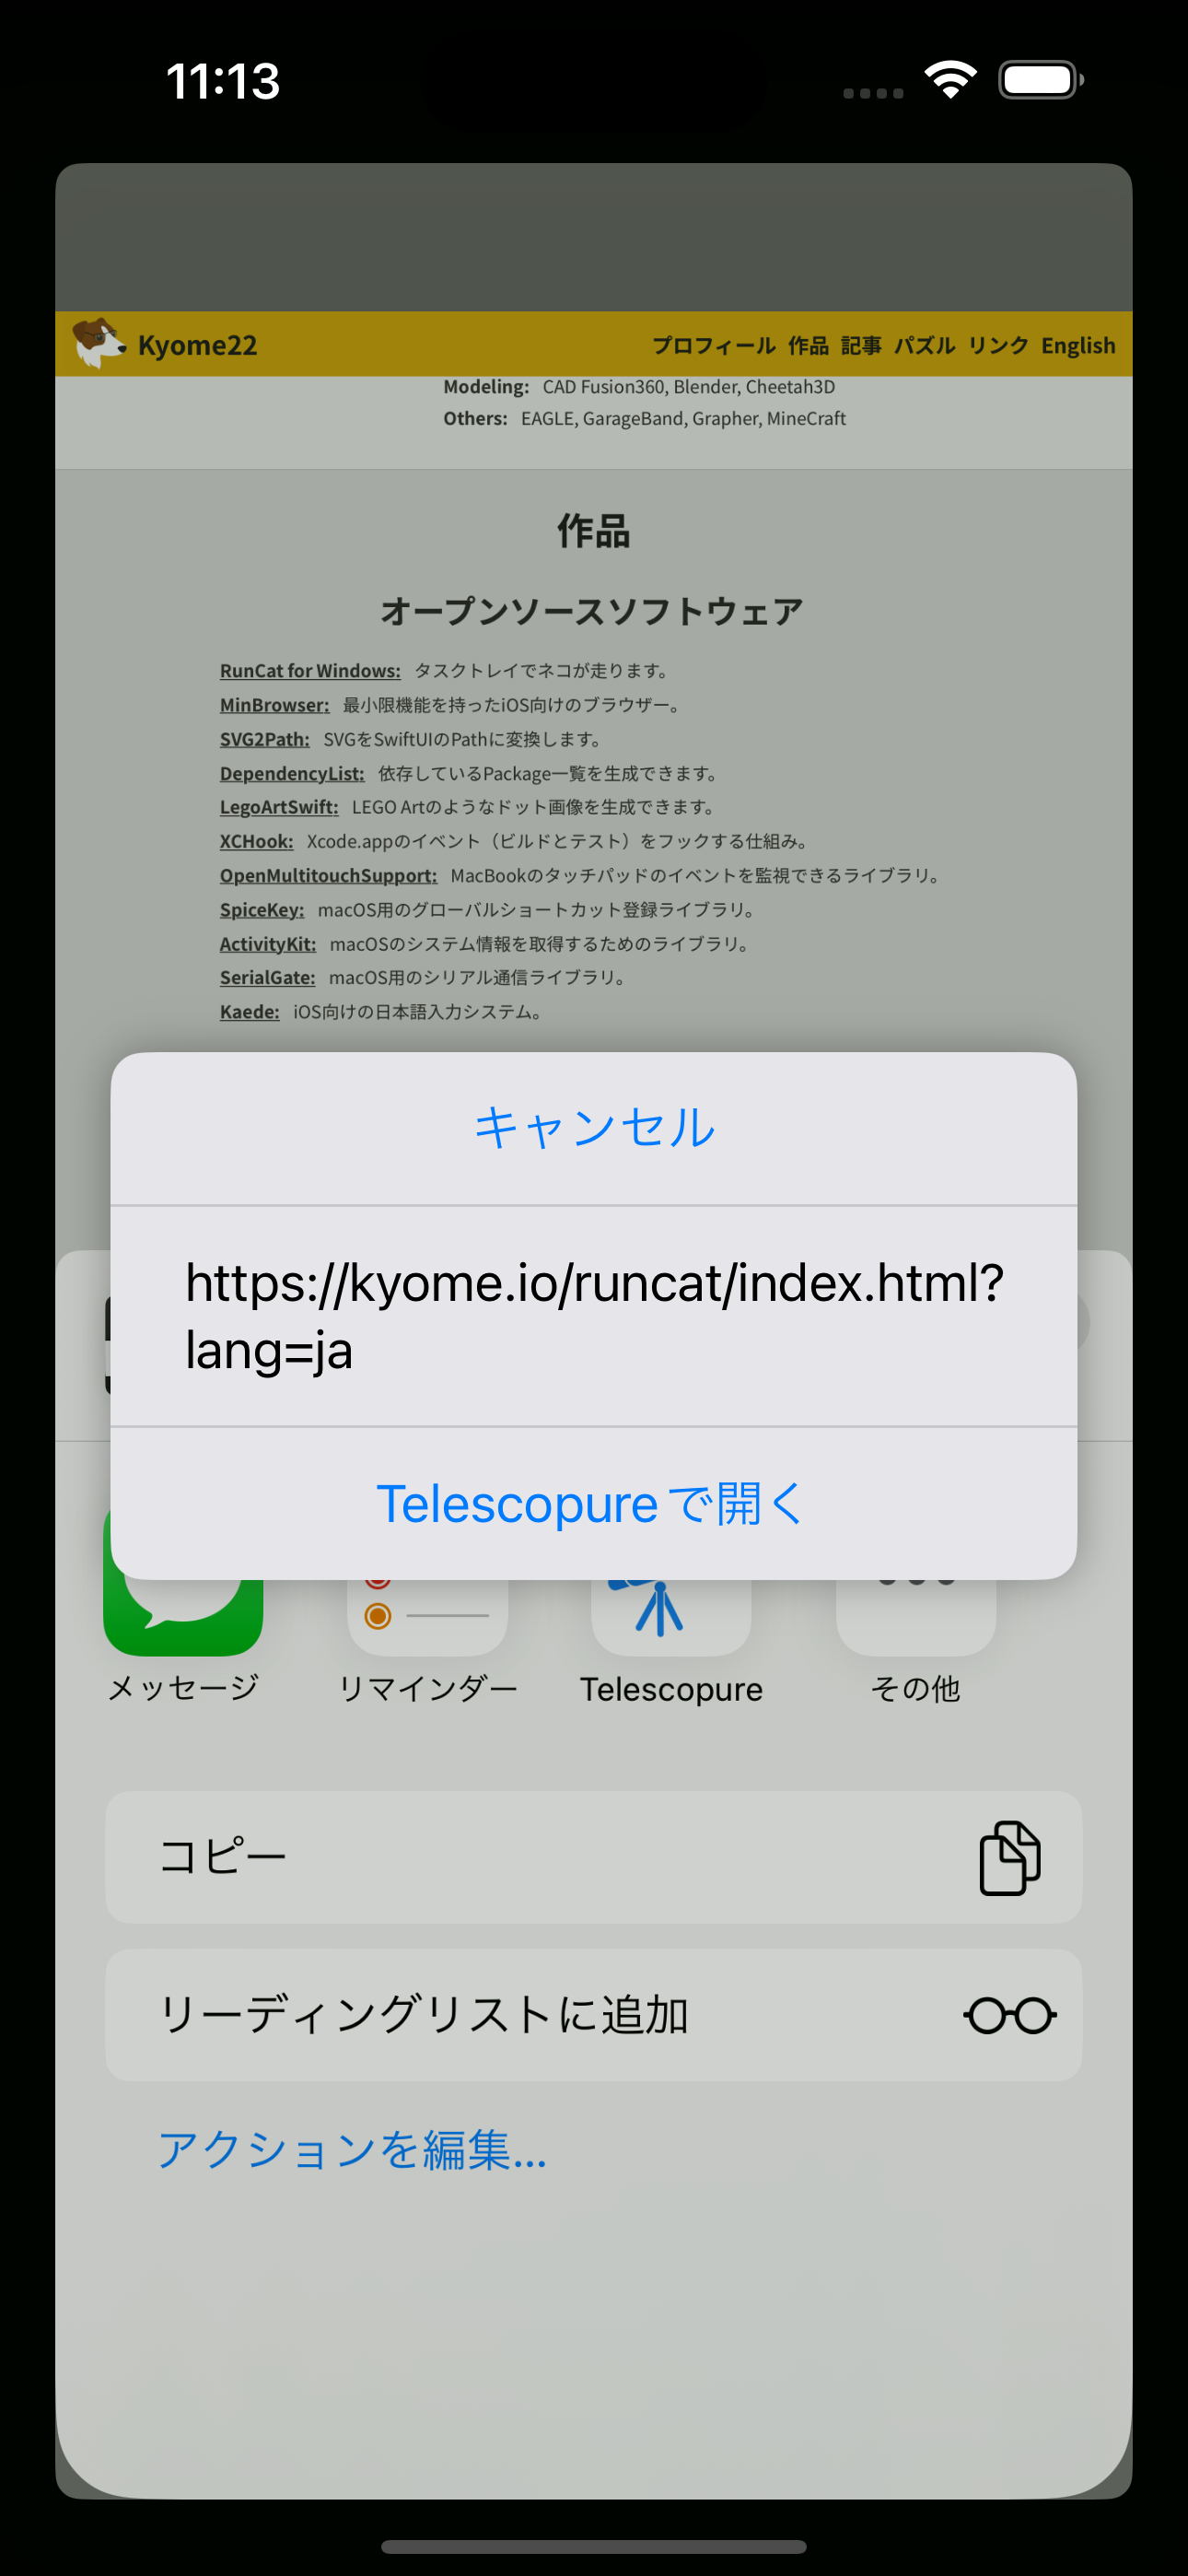 11:13
Kyome22 プロフィール 作品 記事 パズル リンク English
Modeling: CAD Fusion360, Blender, Cheetah3D
Others: EAGLE, GarageBand, Grapher, MineCraft
作品
オープンソースソフトウェア
RunCat for Windows: タスクトレイでネコが走ります。
MinBrowser: 最小限機能を持ったiOS向けのブラウザー。
SVG2Path: SVGをSwiftUIのPathに変換します。
DependencyList: 依存しているPackage一覧を生成できます。
LegoArtSwift: LEGO Artのようなドット画像を生成できます。
XCHook: Xcode.appのイベント（ビルドとテスト）をフックする仕組み。
OpenMultitouchSupport: MacBookのタッチパッドのイベントを監視できるライブラリ。
SpiceKey: macOS用のグローバルショートカット登録ライブラリ。
ActivityKit: macOSのシステム情報を取得するためのライブラリ。
SerialGate: macOS用のシリアル通信ライブラリ。
Kaede: iOS向けの日本語入力システム。
キャンセル
https://kyome.io/runcat/index.html?
lang=ja
Telescopureで開く
メッセージ リマインダー Telescopure その他
コピー
リーディングリストに追加
アクションを編集...